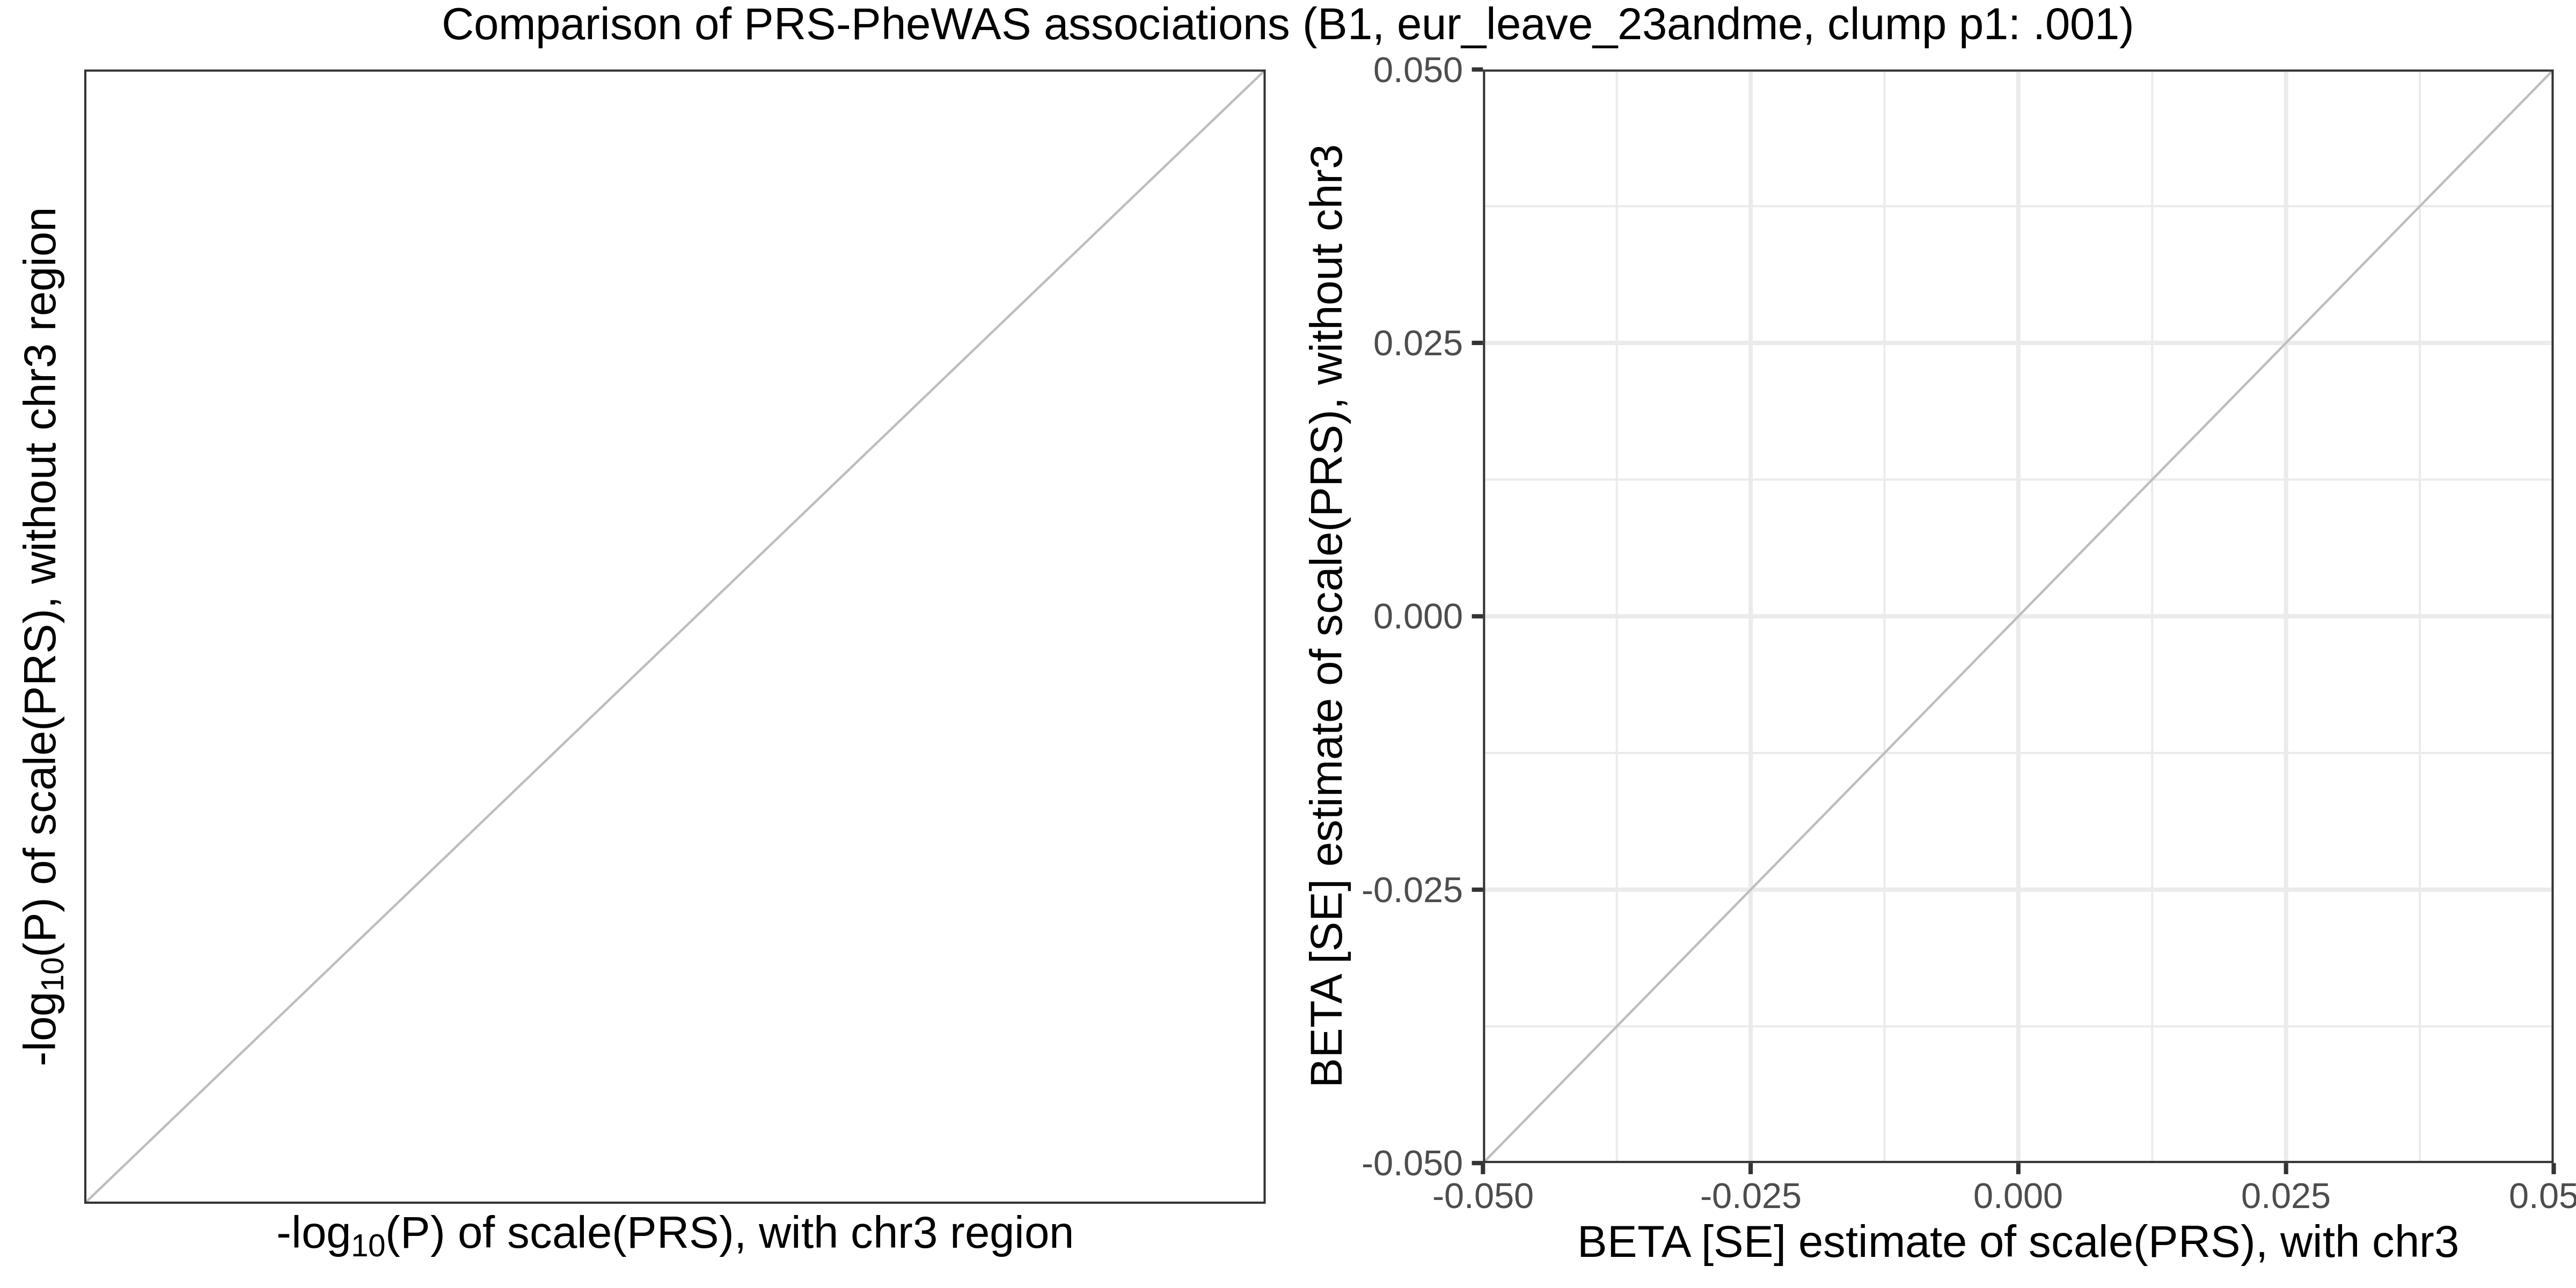 Comparison of PRS-PheWAS associations (B1, eur_leave_23andme, clump p1: .001)
-log10(P) of scale(PRS), without chr3 region
-log10(P) of scale(PRS), with chr3 region
BETA [SE] estimate of scale(PRS), without chr3
0.050
0.025
0.000
-0.025
-0.050
-0.050 -0.025 0.000 0.025 0.05
BETA [SE] estimate of scale(PRS), with chr3